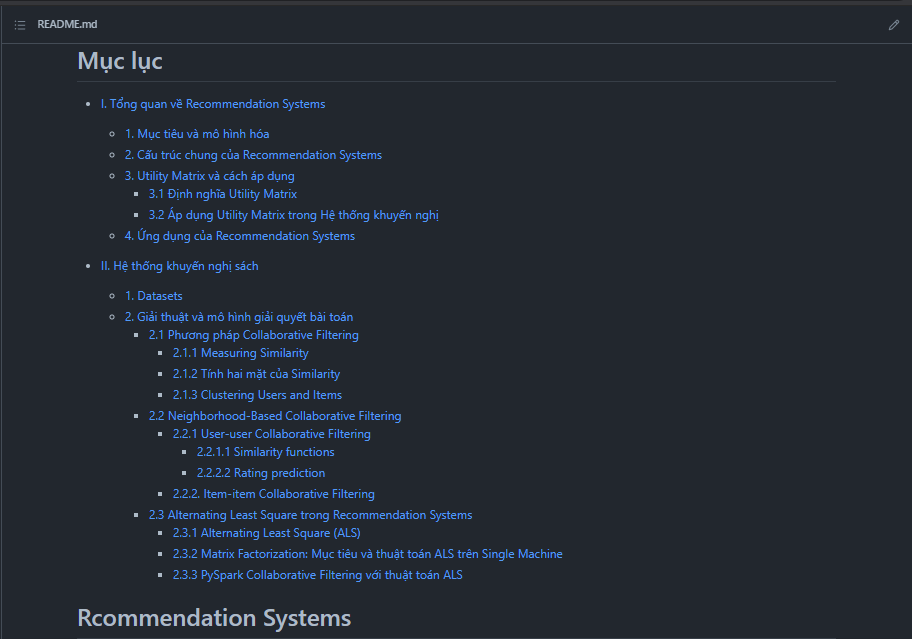 README.md
Mục lục
I. Tổng quan về Recommendation Systems
1. Mục tiêu và mô hình hóa
2. Cấu trúc chung của Recommendation Systems
3. Utility Matrix và cách áp dụng
3.1 Định nghĩa Utility Matrix
3.2 Áp dụng Utility Matrix trong Hệ thống khuyến nghị
4. Ứng dụng của Recommendation Systems
II. Hệ thống khuyến nghị sách
1. Datasets
2. Giải thuật và mô hình giải quyết bài toán
2.1 Phương pháp Collaborative Filtering
2.1.1 Measuring Similarity
2.1.2 Tính hai mặt của Similarity
2.1.3 Clustering Users and Items
2.2 Neighborhood-Based Collaborative Filtering
2.2.1 User-user Collaborative Filtering
2.2.1.1 Similarity functions
2.2.2.2 Rating prediction
2.2.2. Item-item Collaborative Filtering
2.3 Alternating Least Square trong Recommendation Systems
2.3.1 Alternating Least Square (ALS)
2.3.2 Matrix Factorization: Mục tiêu và thuật toán ALS trên Single Machine
2.3.3 PySpark Collaborative Filtering với thuật toán ALS
Rcommendation Systems